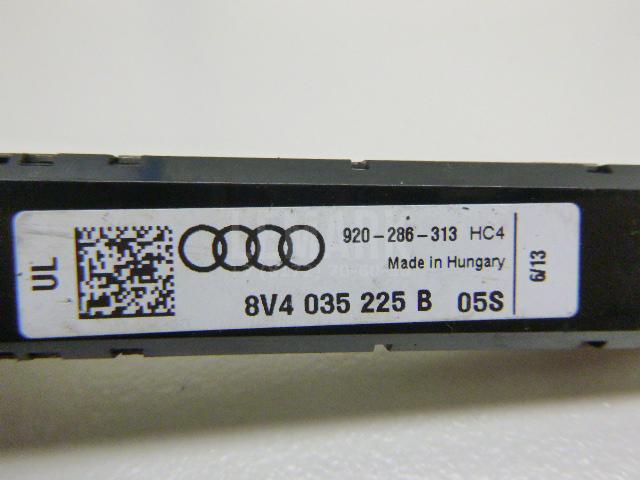 UL
920-286-313 HC4
Made in Hungary
8V4 035 225 B 05S
6/13